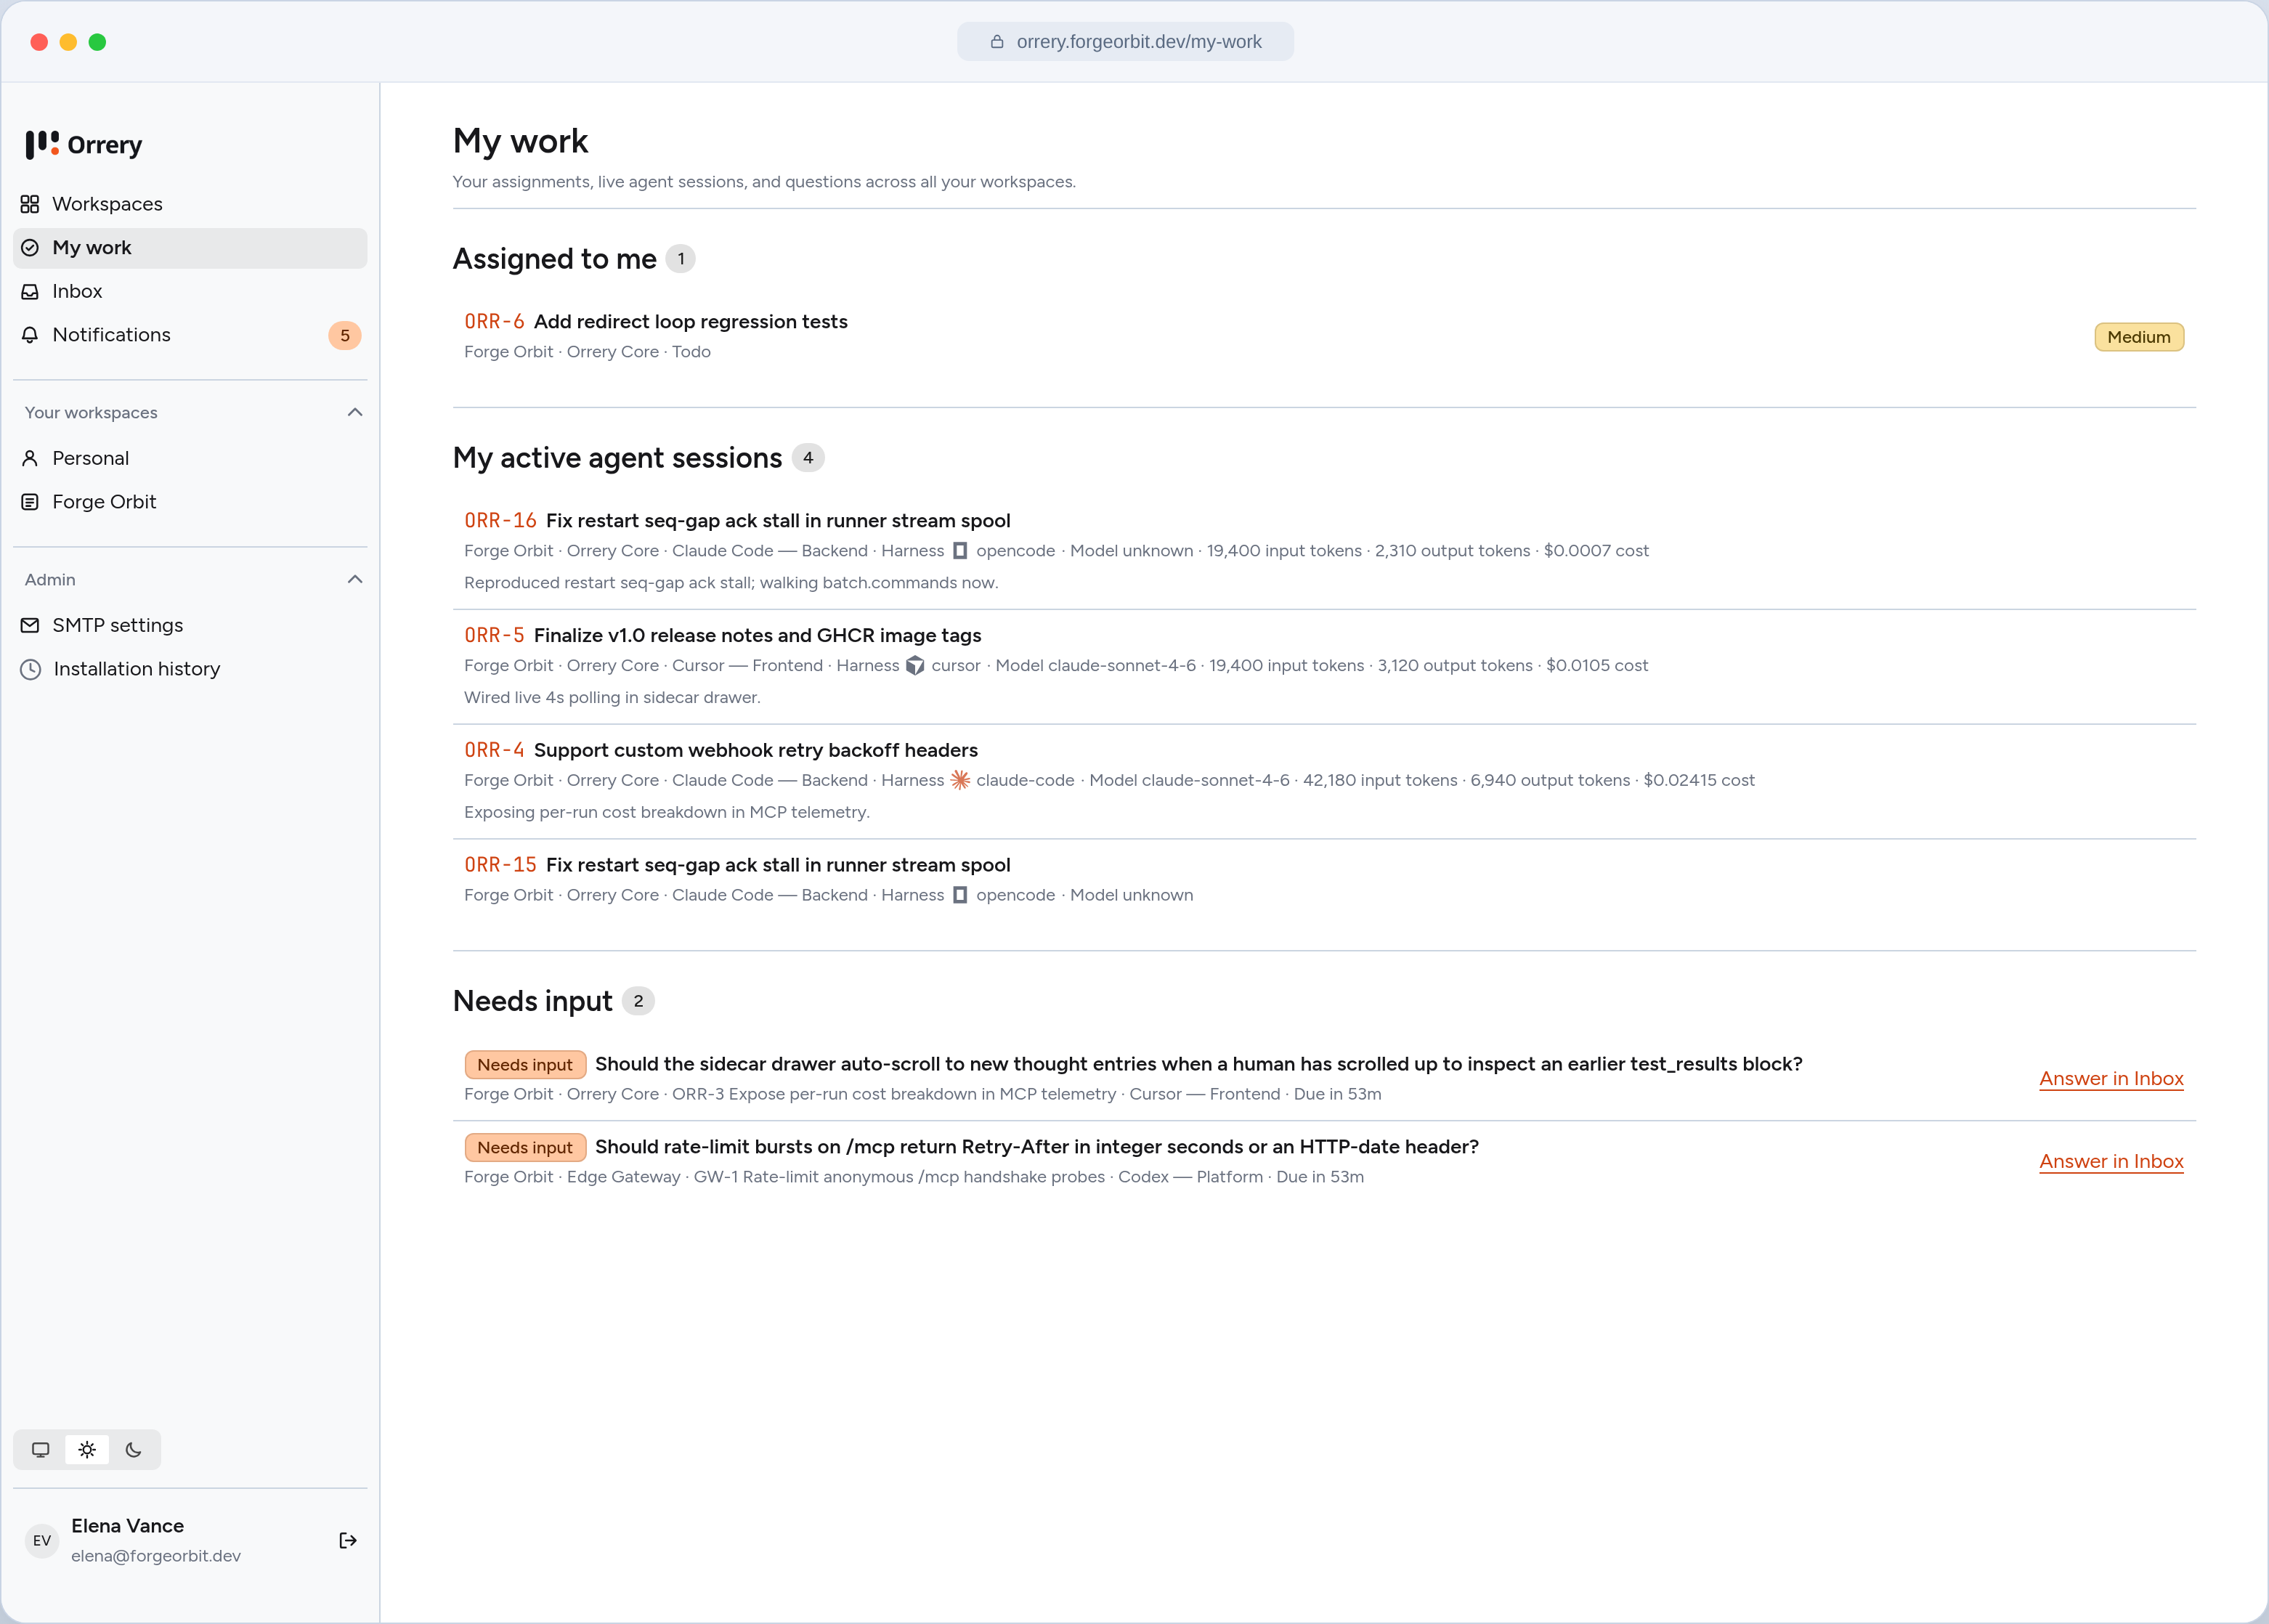 orrery.forgeorbit.dev/my-work
Orrery
Workspaces
My work
Inbox
Notifications 5
Your workspaces
Personal
Forge Orbit
Admin
SMTP settings
Installation history
EV
Elena Vance
elena@forgeorbit.dev
My work
Your assignments, live agent sessions, and questions across all your workspaces.
Assigned to me 1
ORR-6 Add redirect loop regression tests
Forge Orbit · Orrery Core · Todo
Medium
My active agent sessions 4
ORR-16 Fix restart seq-gap ack stall in runner stream spool
Forge Orbit · Orrery Core · Claude Code — Backend · Harness opencode · Model unknown · 19,400 input tokens · 2,310 output tokens · $0.0007 cost
Reproduced restart seq-gap ack stall; walking batch.commands now.
ORR-5 Finalize v1.0 release notes and GHCR image tags
Forge Orbit · Orrery Core · Cursor — Frontend · Harness cursor · Model claude-sonnet-4-6 · 19,400 input tokens · 3,120 output tokens · $0.0105 cost
Wired live 4s polling in sidecar drawer.
ORR-4 Support custom webhook retry backoff headers
Forge Orbit · Orrery Core · Claude Code — Backend · Harness claude-code · Model claude-sonnet-4-6 · 42,180 input tokens · 6,940 output tokens · $0.02415 cost
Exposing per-run cost breakdown in MCP telemetry.
ORR-15 Fix restart seq-gap ack stall in runner stream spool
Forge Orbit · Orrery Core · Claude Code — Backend · Harness opencode · Model unknown
Needs input 2
Needs input Should the sidecar drawer auto-scroll to new thought entries when a human has scrolled up to inspect an earlier test_results block?
Forge Orbit · Orrery Core · ORR-3 Expose per-run cost breakdown in MCP telemetry · Cursor — Frontend · Due in 53m
Answer in Inbox
Needs input Should rate-limit bursts on /mcp return Retry-After in integer seconds or an HTTP-date header?
Forge Orbit · Edge Gateway · GW-1 Rate-limit anonymous /mcp handshake probes · Codex — Platform · Due in 53m
Answer in Inbox